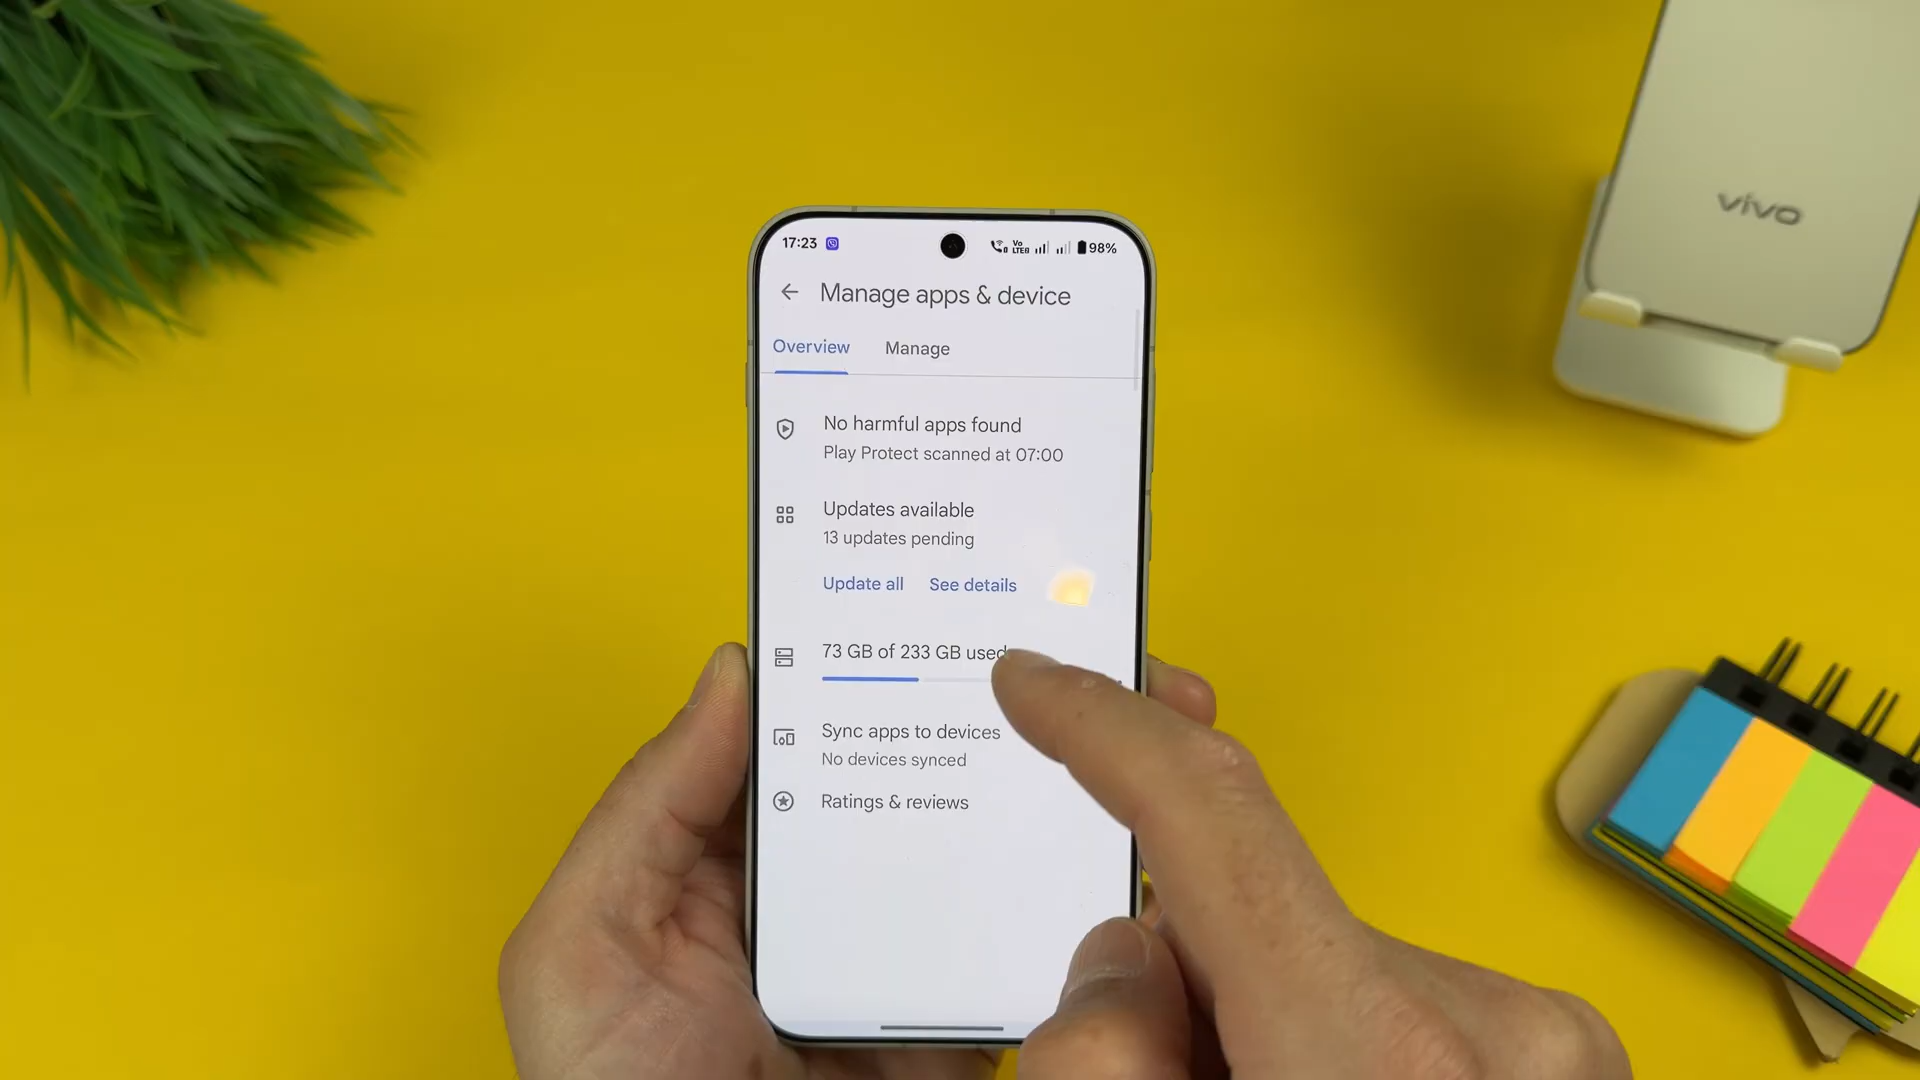 17:23
Vo
LTE
98%
Manage apps & device
Overview
Manage
No harmful apps found
Play Protect scanned at 07:00
Updates available
13 updates pending
Update all
See details
73 GB of 233 GB used
Sync apps to devices
No devices synced
Ratings & reviews
vivo